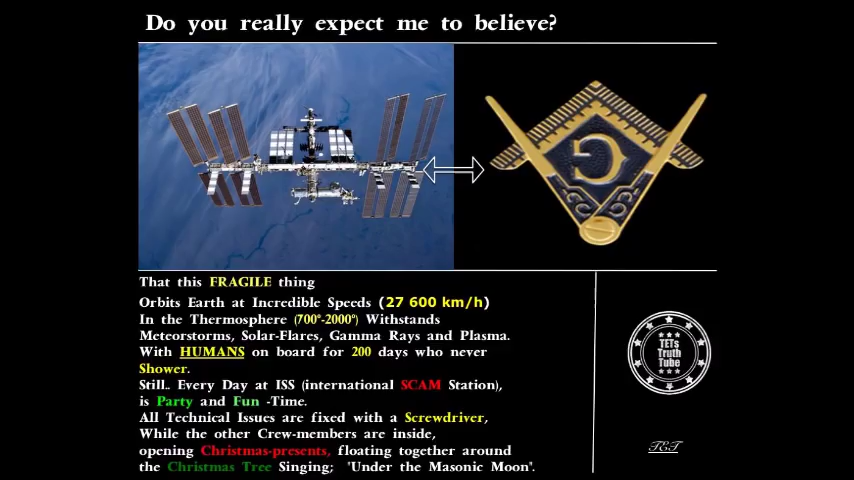 Do you really expect me to believe?
That this FRAGILE thing
Orbits Earth at Incredible Speeds (27 600 km/h)
In the Thermosphere (700°-2000°) Withstands
Meteorstorms, Solar-Flares, Gamma Rays and Plasma.
With HUMANS on board for 200 days who never
Shower.
Still.. Every Day at ISS (international SCAM Station),
is Party and Fun -Time.
All Technical Issues are fixed with a Screwdriver,
While the other Crew-members are inside,
opening Christmas-presents, floating together around
the Christmas Tree Singing; "Under the Masonic Moon".
TETs
Truth
Tube
TET